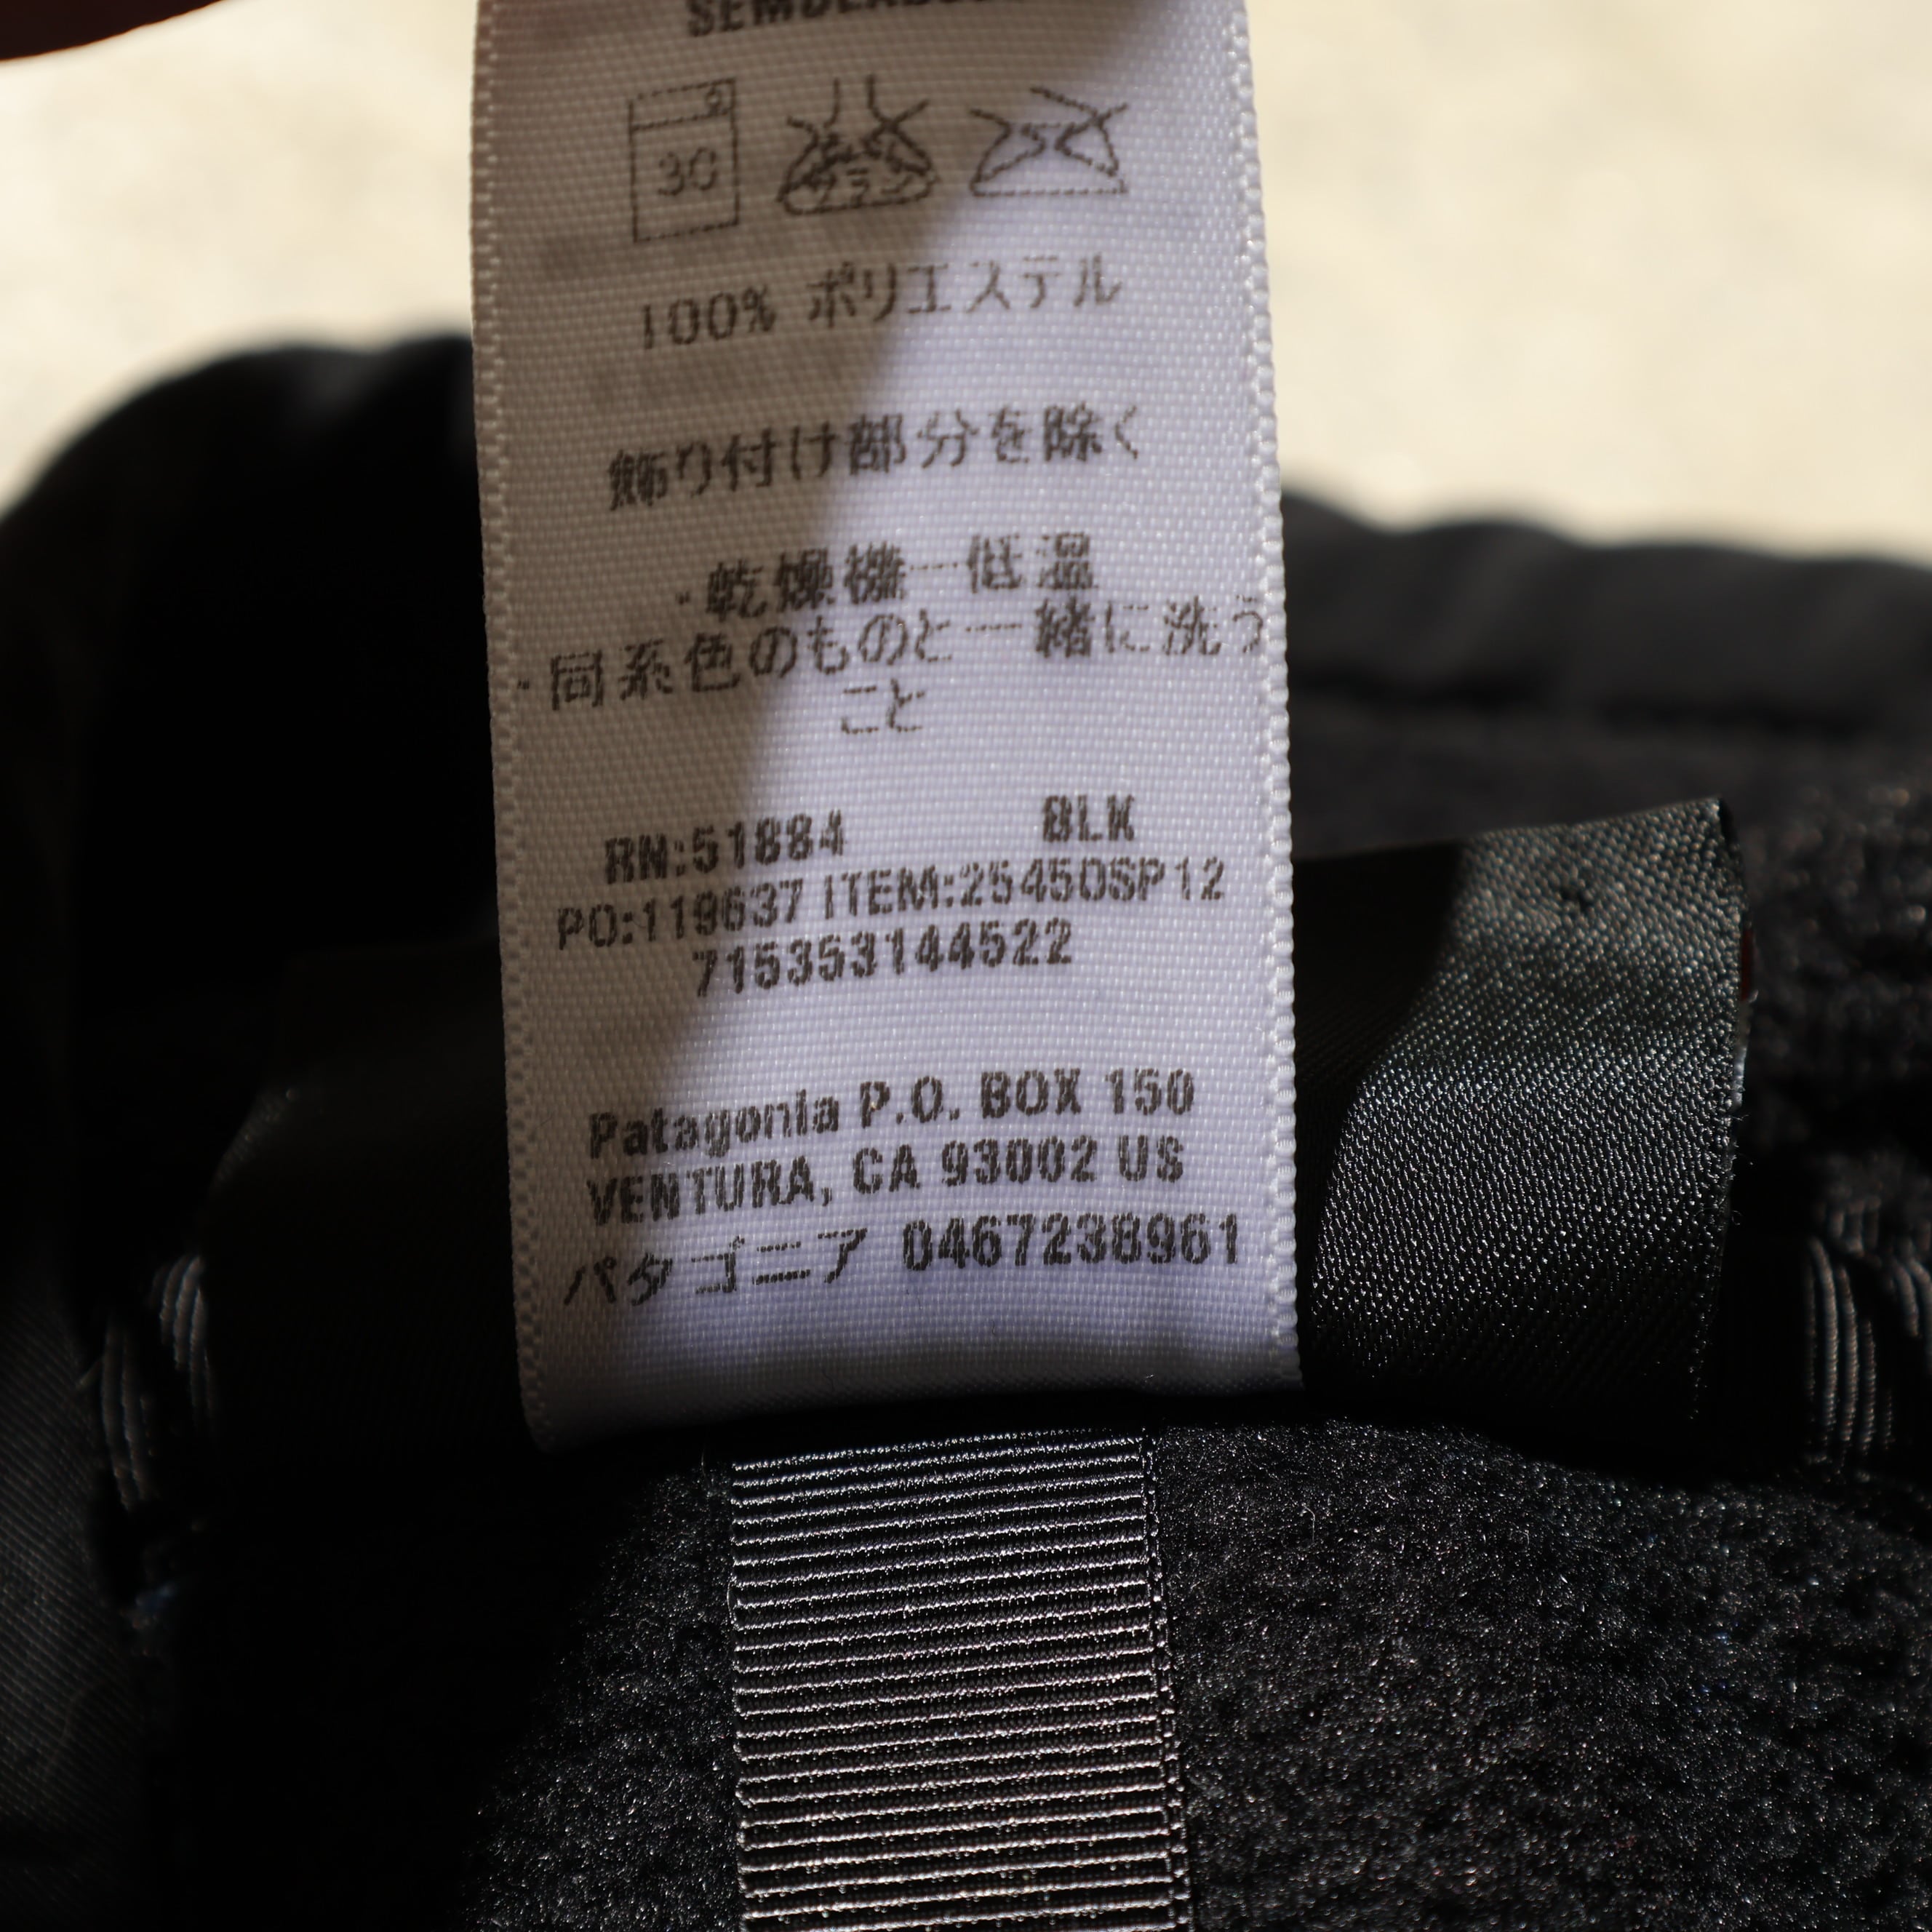 30
サラシ
100% ポリエステル
飾り付け部分を除く
・乾燥機―低温
・同系色のものと一緒に洗う
こと
RN:51884 BLK
PO:119637 ITEM:25450SP12
715353144522
Patagonia P.O. BOX 150
VENTURA, CA 93002 US
パタゴニア 0467238961